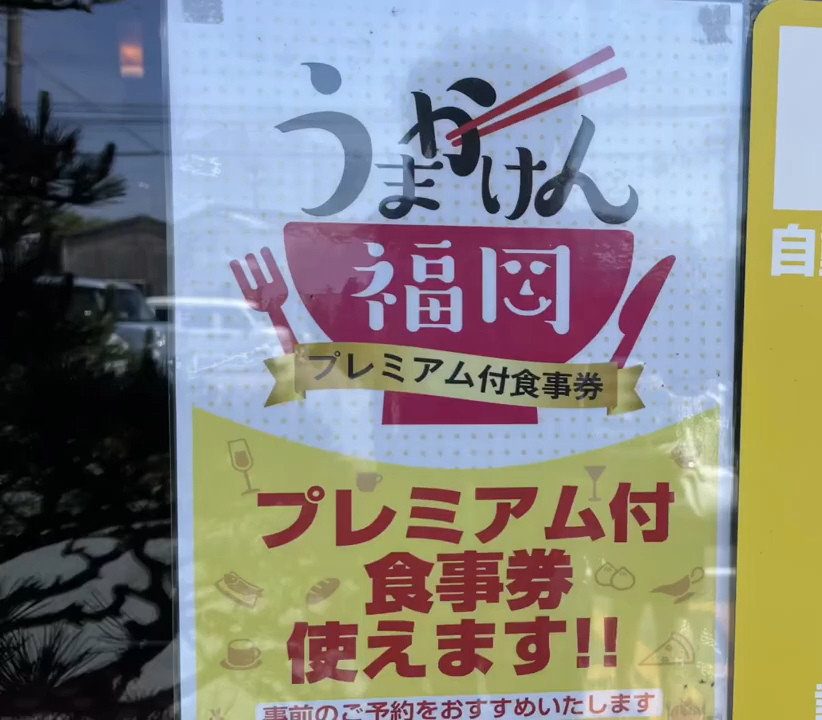 うまかけん
福岡
プレミアム付食事券
プレミアム付
食事券
使えます!!
事前のご予約をおすすめいたします
自